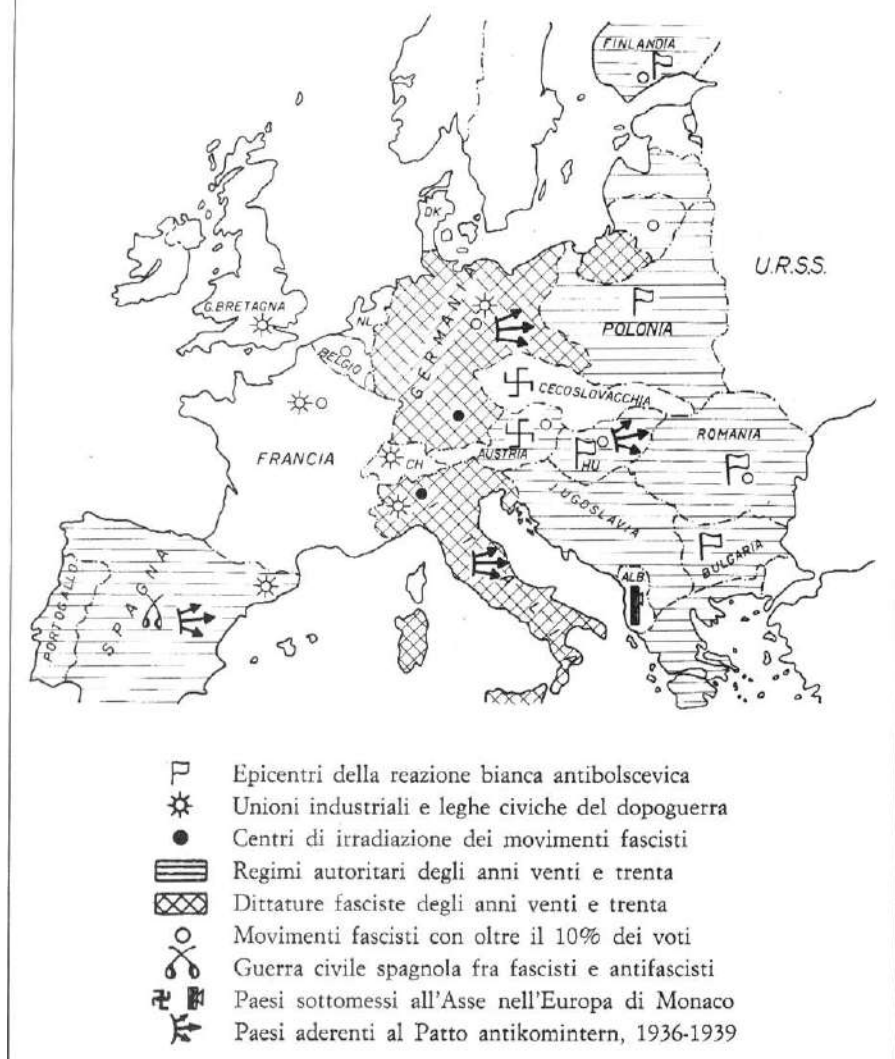 FINLANDIA
DK
U.R.S.S.
G.BRETAGNA
NL
GERMANIA
POLONIA
BELGIO
CECOSLOVACCHIA
FRANCIA
CH
AUSTRIA
HU
ROMANIA
JUGOSLAVIA
BULGARIA
ALB
PORTOGALLO
SPAGNA
Epicentri della reazione bianca antibolscevica
Unioni industriali e leghe civiche del dopoguerra
Centri di irradiazione dei movimenti fascisti
Regimi autoritari degli anni venti e trenta
Dittature fasciste degli anni venti e trenta
Movimenti fascisti con oltre il 10% dei voti
Guerra civile spagnola fra fascisti e antifascisti
Paesi sottomessi all'Asse nell'Europa di Monaco
Paesi aderenti al Patto antikomintern, 1936-1939